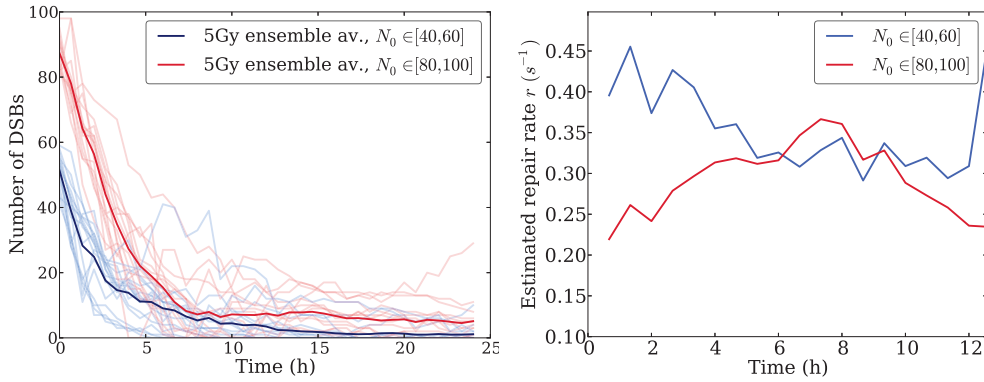 100
80
60
40
20
0
Number of DSBs
5Gy ensemble av., N₀ ∈[40,60]
5Gy ensemble av., N₀ ∈[80,100]
0 5 10 15 20 25
Time (h)
0.45
0.40
0.35
0.30
0.25
0.20
0.15
0.10
Estimated repair rate r (s⁻¹)
N₀ ∈[40,60]
N₀ ∈[80,100]
0 2 4 6 8 10 12
Time (h)